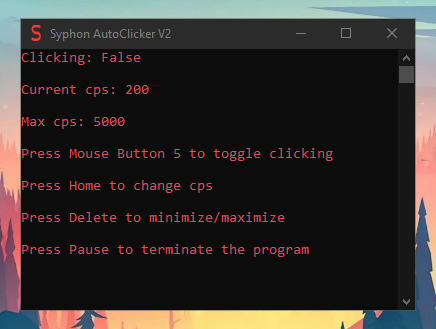 S Syphon AutoClicker V2
Clicking: False
Current cps: 200
Max cps: 5000
Press Mouse Button 5 to toggle clicking
Press Home to change cps
Press Delete to minimize/maximize
Press Pause to terminate the program